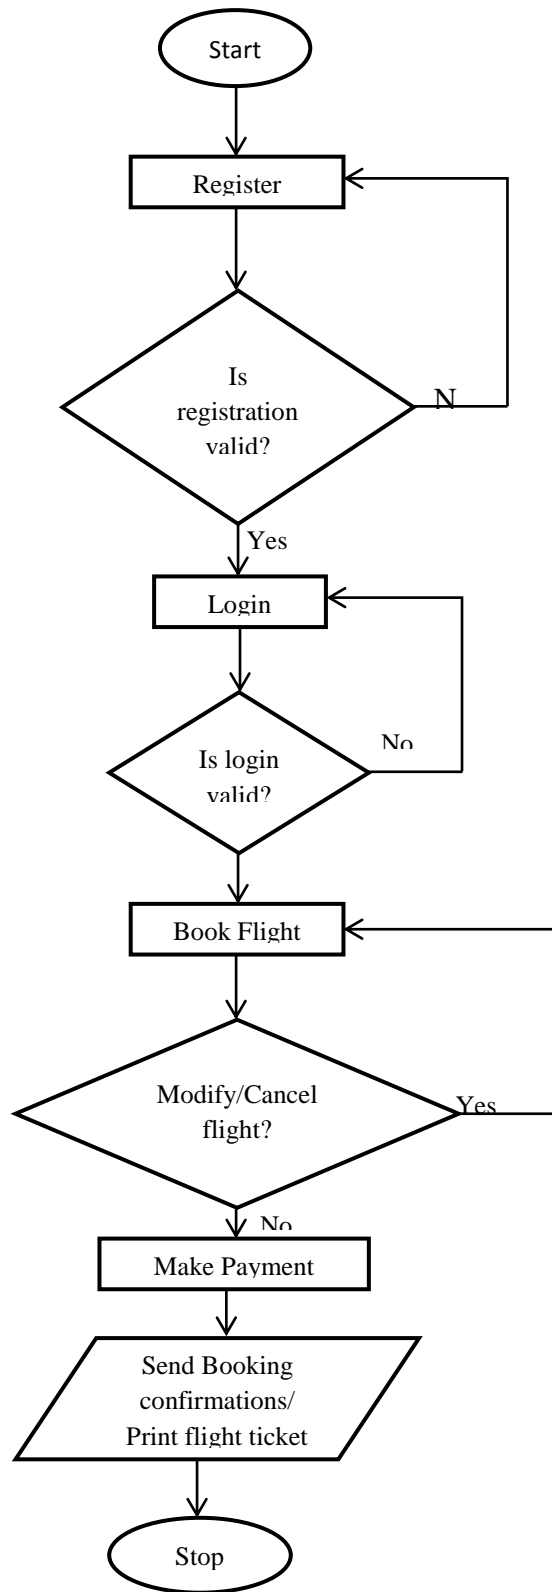 Start
Register
Is
registration
valid?
N
Yes
Login
Is login
valid?
No
Book Flight
Modify/Cancel
flight?
Yes
No
Make Payment
Send Booking
confirmations/
Print flight ticket
Stop